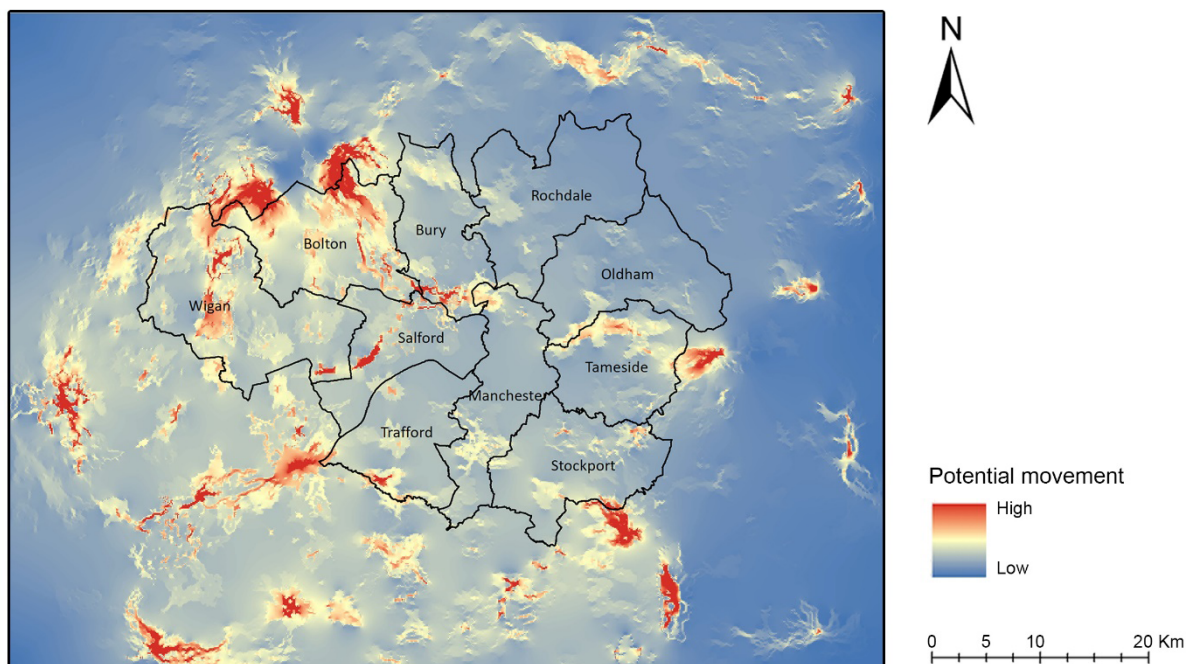 N
Rochdale
Bury
Bolton
Oldham
Wigan
Salford
Tameside
Manchester
Trafford
Stockport
Potential movement
High
Low
0 5 10 20 Km